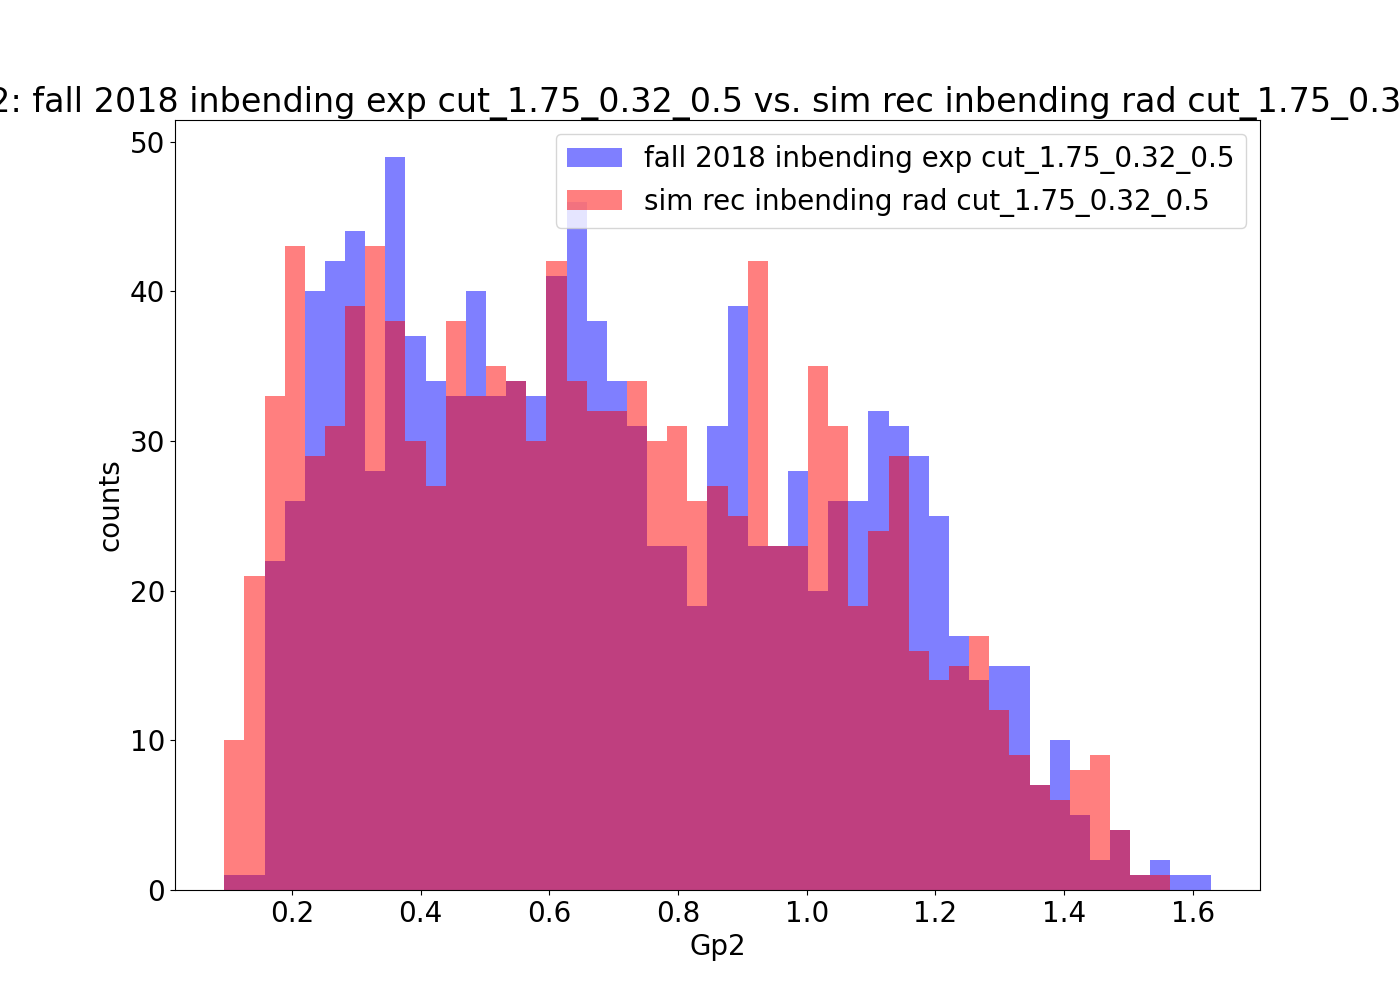 2: fall 2018 inbending exp cut_1.75_0.32_0.5 vs. sim rec inbending rad cut_1.75_0.3
fall 2018 inbending exp cut_1.75_0.32_0.5
sim rec inbending rad cut_1.75_0.32_0.5
50
40
30
20
10
0
counts
0.2 0.4 0.6 0.8 1.0 1.2 1.4 1.6
Gp2